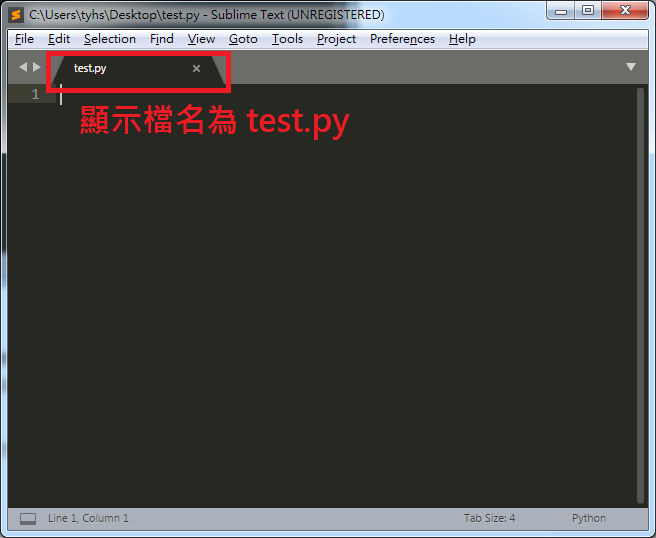 C:\Users\tyhs\Desktop\test.py - Sublime Text (UNREGISTERED)
File Edit Selection Find View Goto Tools Project Preferences Help
test.py
1
顯示檔名為 test.py
Line 1, Column 1 Tab Size: 4 Python